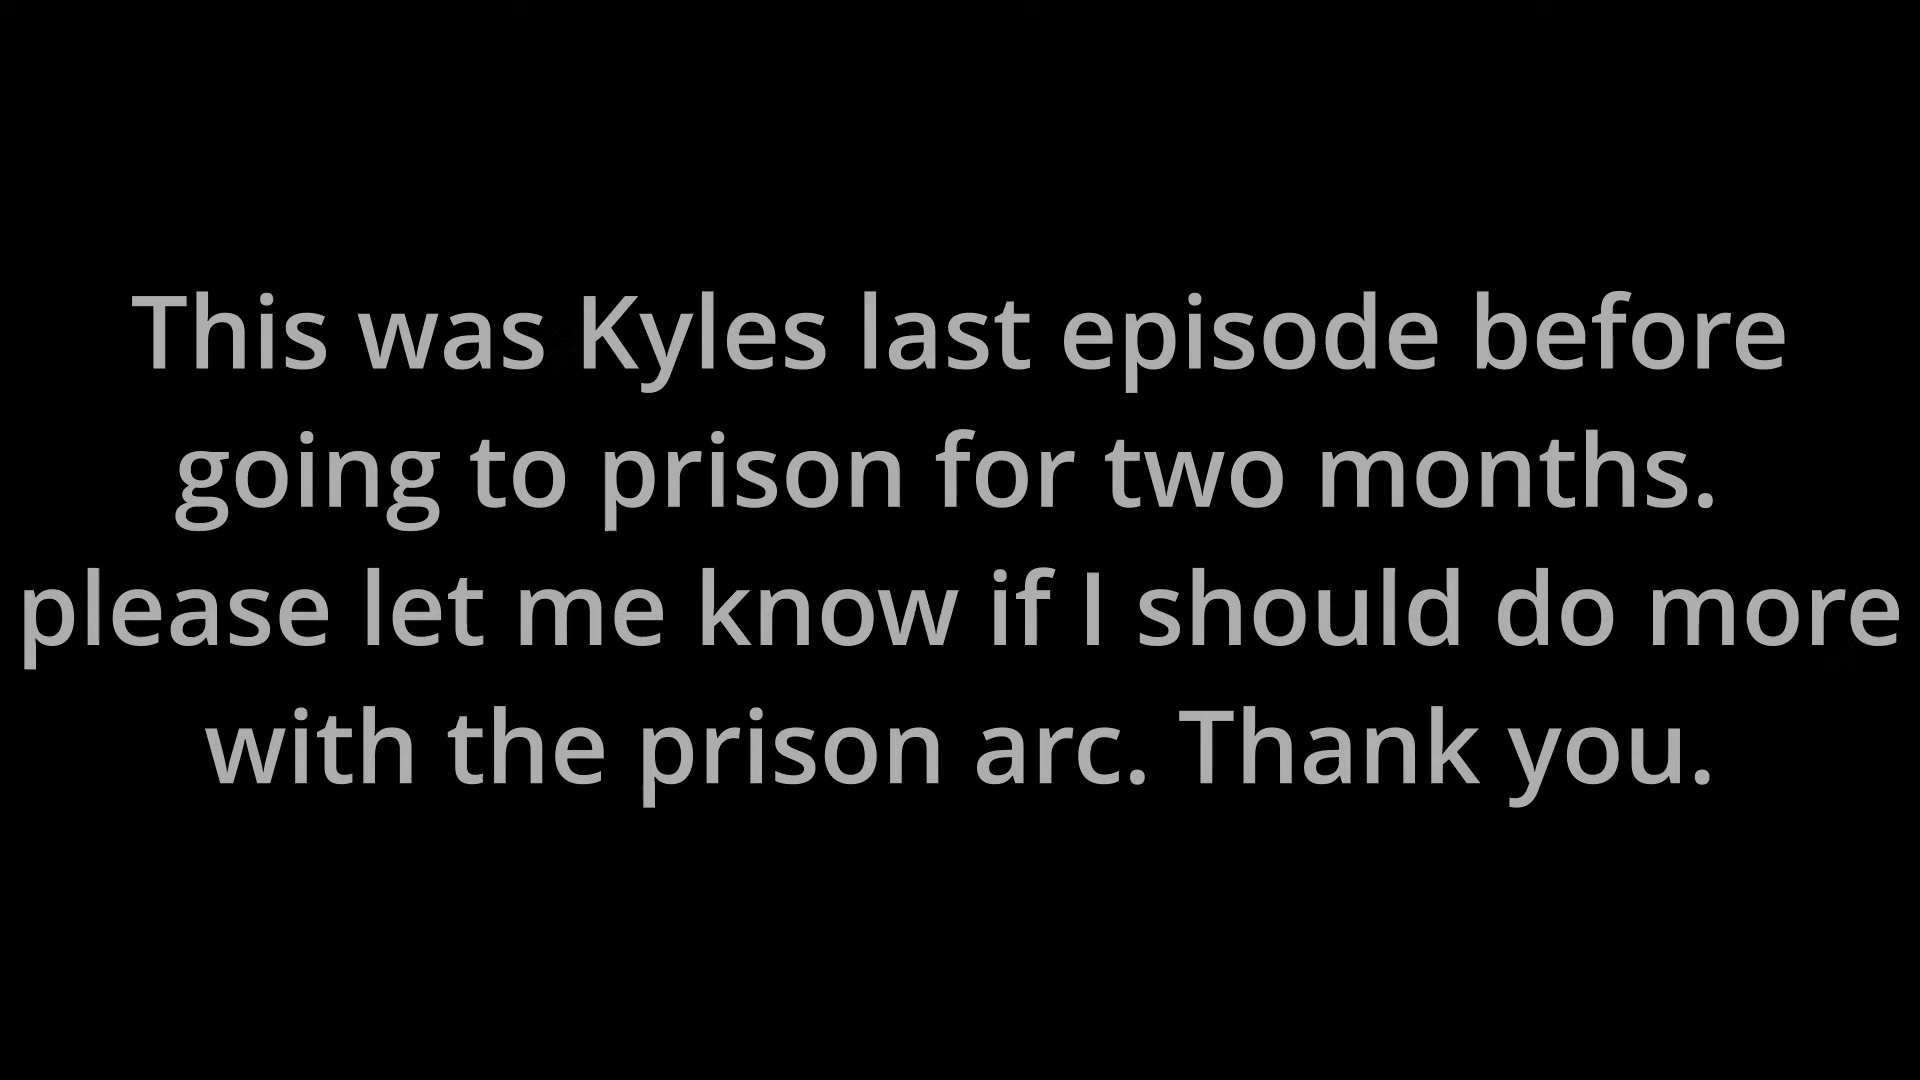 This was Kyles last episode before
going to prison for two months.
please let me know if I should do more
with the prison arc. Thank you.